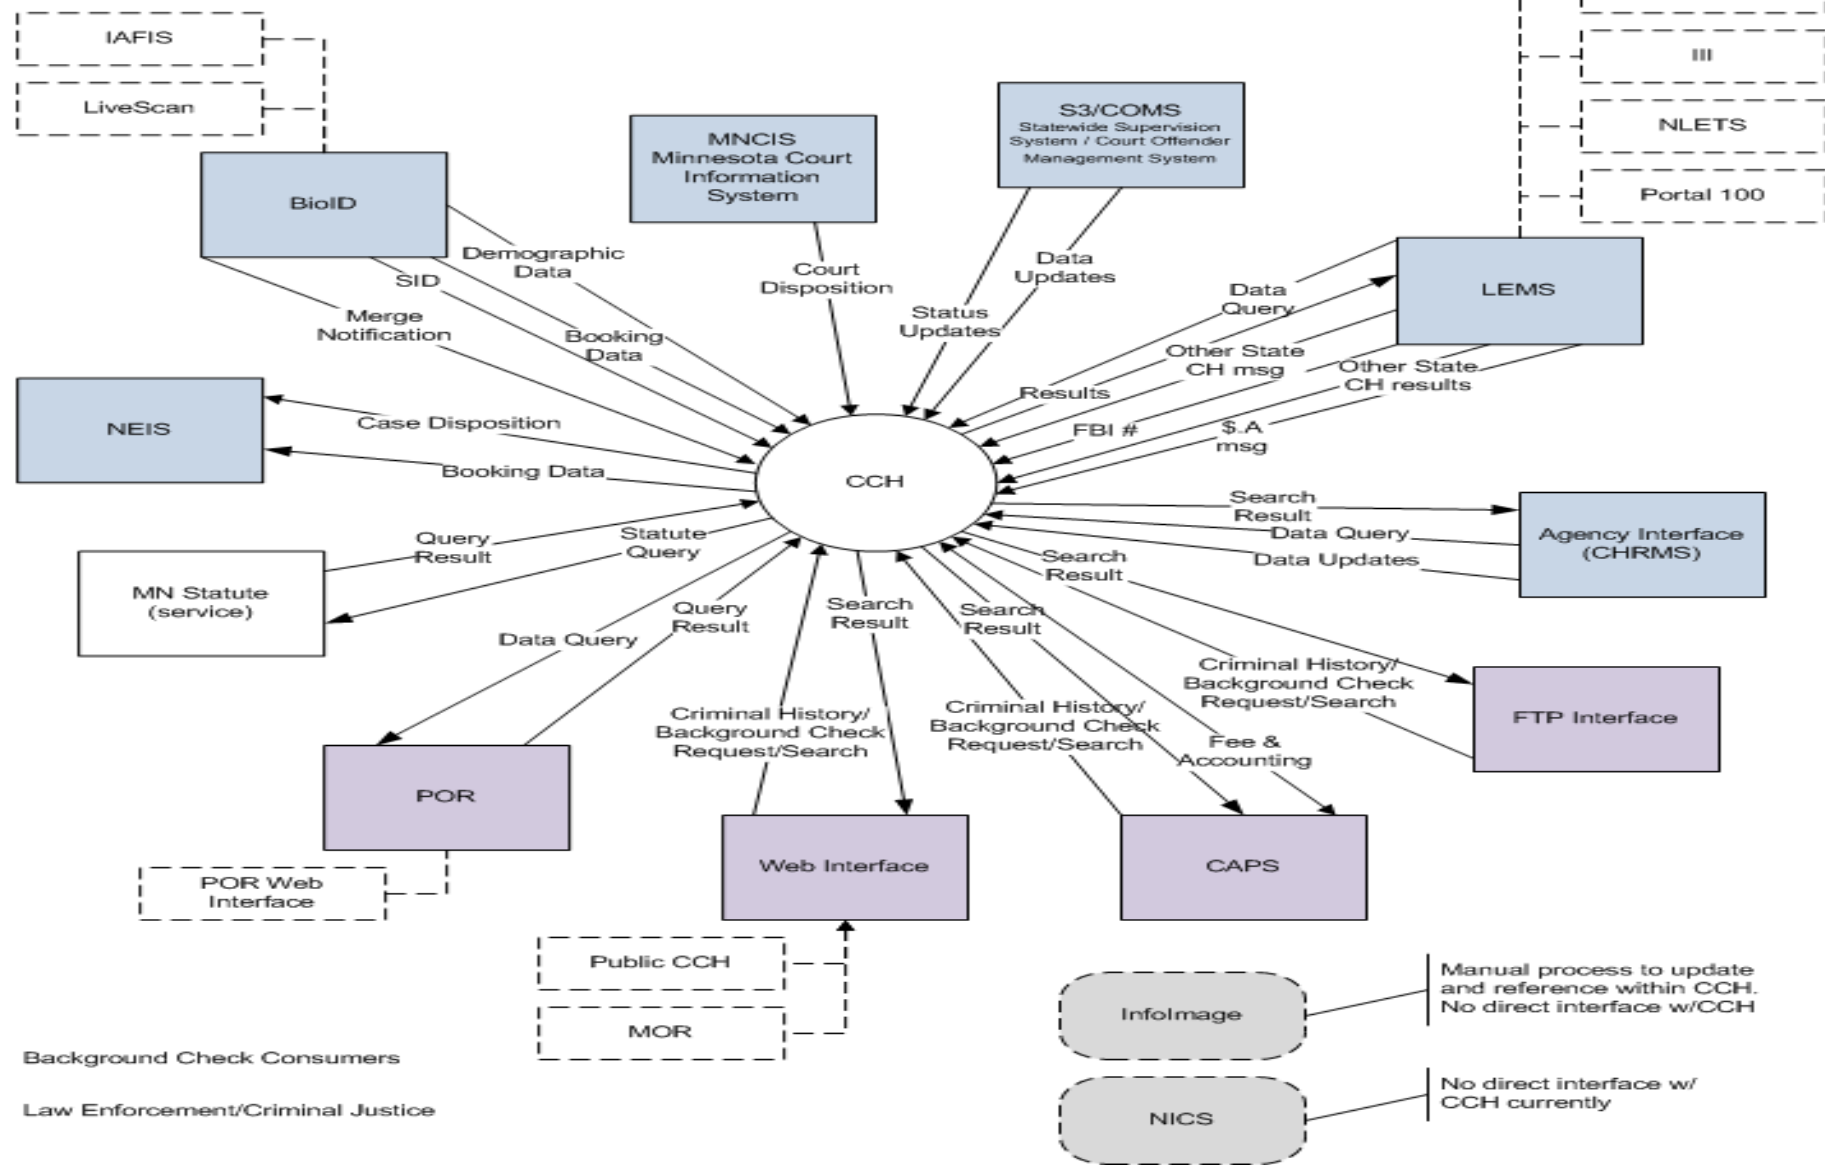 IAFIS
LiveScan
BioID
MNCIS
Minnesota Court
Information
System
S3/COMS
Statewide Supervision
System / Court Offender
Management System
III
NLETS
Portal 100
LEMS
Demographic
Data
SID
Merge
Notification
Booking
Data
Court
Disposition
Data
Updates
Status
Updates
Data
Query
Results
Other State
CH msg
Other State
CH results
FBI #
$.A
msg
NEIS
Case Disposition
Booking Data
CCH
Search
Result
Data Query
Data Updates
Agency Interface
(CHRMS)
Query
Result
Statute
Query
MN Statute
(service)
Data Query
Query
Result
Search
Result
Search
Result
Search
Result
Criminal History/
Background Check
Request/Search
FTP Interface
Criminal History/
Background Check
Request/Search
Criminal History/
Background Check
Request/Search
Fee &
Accounting
POR
POR Web
Interface
Web Interface
CAPS
Public CCH
MOR
InfoImage
Manual process to update
and reference within CCH.
No direct interface w/CCH
NICS
No direct interface w/
CCH currently
Background Check Consumers
Law Enforcement/Criminal Justice